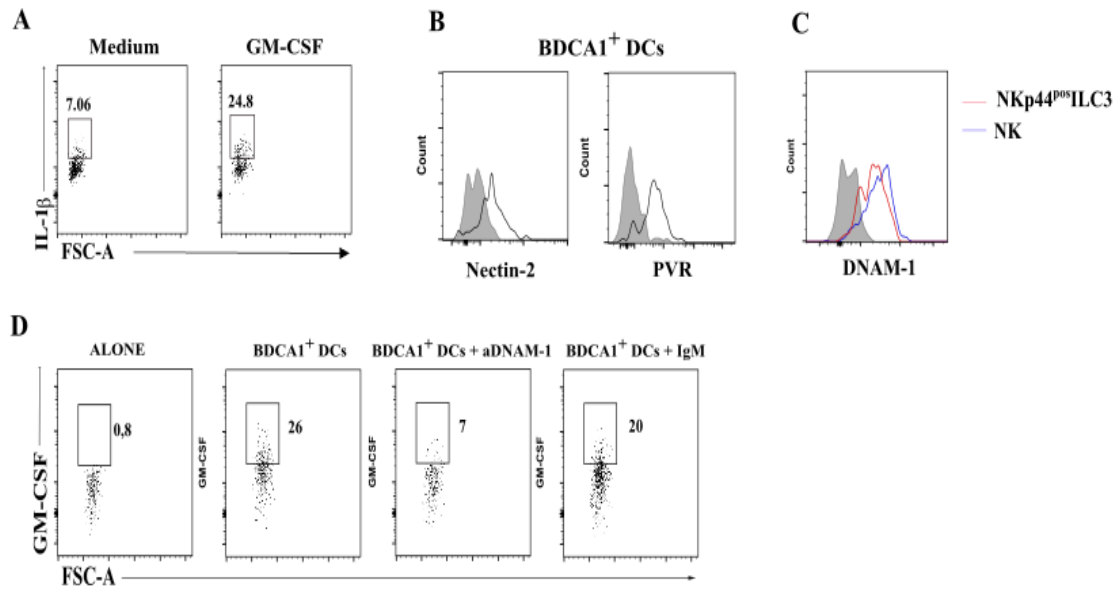 A
Medium
GM-CSF
7.06
24.8
IL-1β
FSC-A
B
BDCA1+ DCs
Count
Count
Nectin-2
PVR
C
Count
DNAM-1
NKp44posILC3
NK
D
ALONE
BDCA1+ DCs
BDCA1+ DCs + aDNAM-1
BDCA1+ DCs + IgM
0,8
26
7
20
GM-CSF
GM-CSF
GM-CSF
GM-CSF
FSC-A